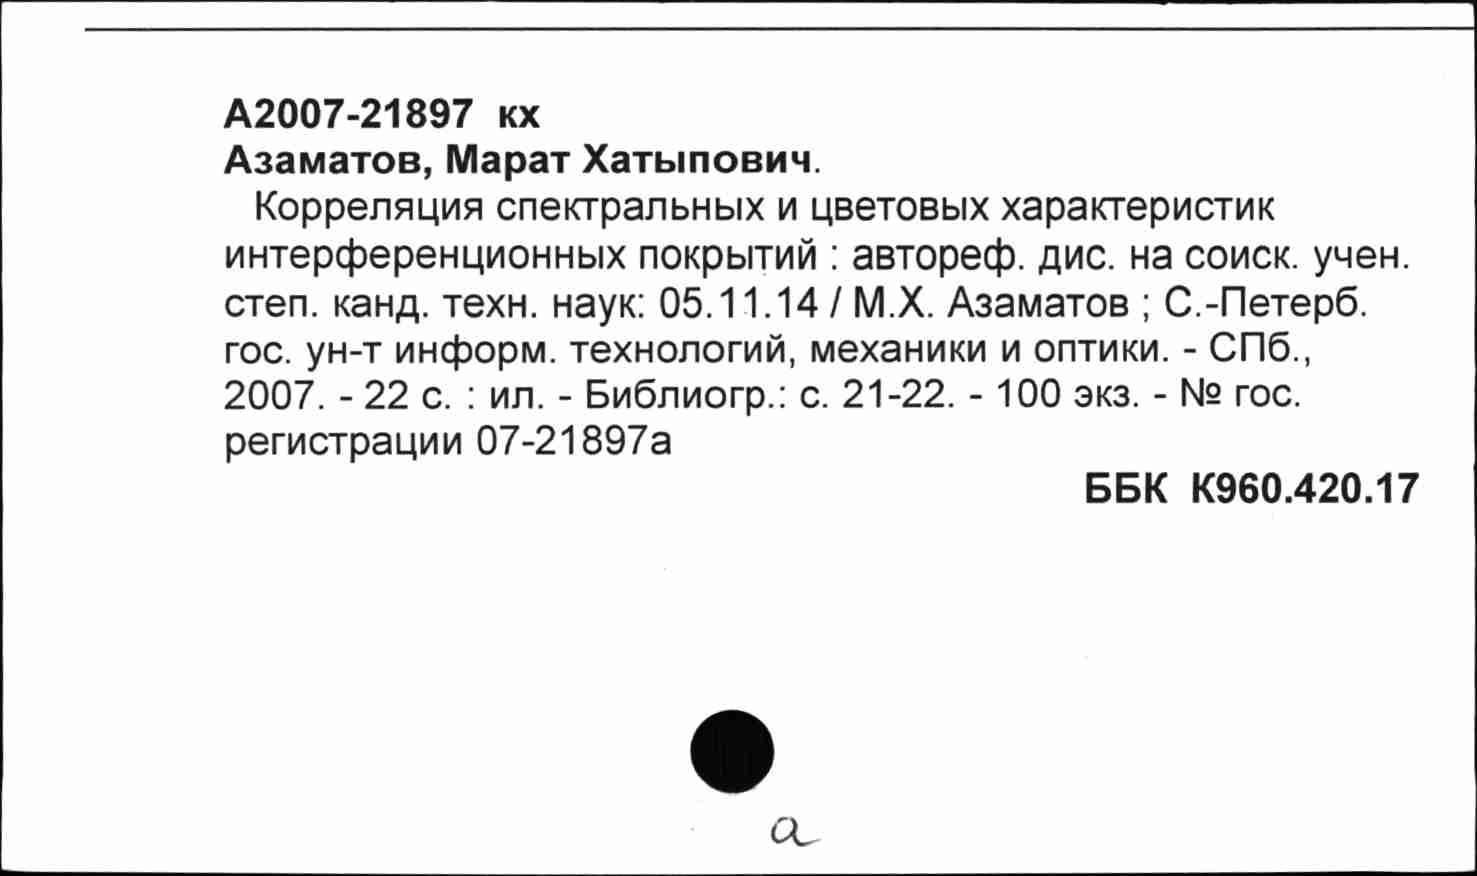 А2007-21897 кх
Азаматов, Марат Хатыпович.
Корреляция спектральных и цветовых характеристик
интерференционных покрытий : автореф. дис. на соиск. учен.
степ. канд. техн. наук: 05.11.14 / М.Х. Азаматов ; С.-Петерб.
гос. ун-т информ. технологий, механики и оптики. - СПб.,
2007. - 22 с. : ил. - Библиогр.: с. 21-22. - 100 экз. - № гос.
регистрации 07-21897а
ББК К960.420.17
а